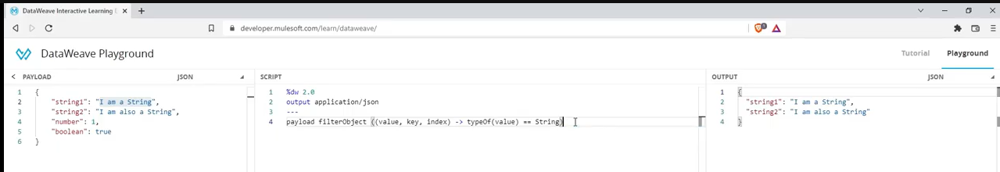 DataWeave Interactive Learning E
developer.mulesoft.com/learn/dataweave/
1
DataWeave Playground
Tutorial
Playground
PAYLOAD
JSON
SCRIPT
OUTPUT
JSON
1 {
2 "string1": "I am a String",
3 "string2": "I am also a String",
4 "number": 1,
5 "boolean": true
6 }
1 %dw 2.0
2 output application/json
3 ---
4 payload filterObject ((value, key, index) -> typeOf(value) == String)
1 {
2 "string1": "I am a String",
3 "string2": "I am also a String"
4 }